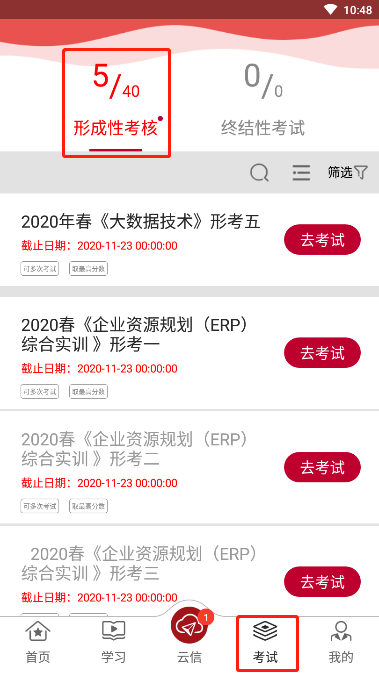 10:48
5/40
0/0
形成性考核
终结性考试
筛选
2020年春《大数据技术》形考五
截止日期：2020-11-23 00:00:00
去考试
可多次考试 取最高分数
2020春《企业资源规划（ERP）
综合实训 》形考一
去考试
截止日期：2020-11-23 00:00:00
可多次考试 取最高分数
2020春《企业资源规划（ERP）
综合实训 》形考二
去考试
截止日期：2020-11-23 00:00:00
可多次考试 取最高分数
2020春《企业资源规划（ERP）
综合实训 》形考三
去考试
截止日期：2020-11-23 00:00:00
1
首页 学习 云信 考试 我的